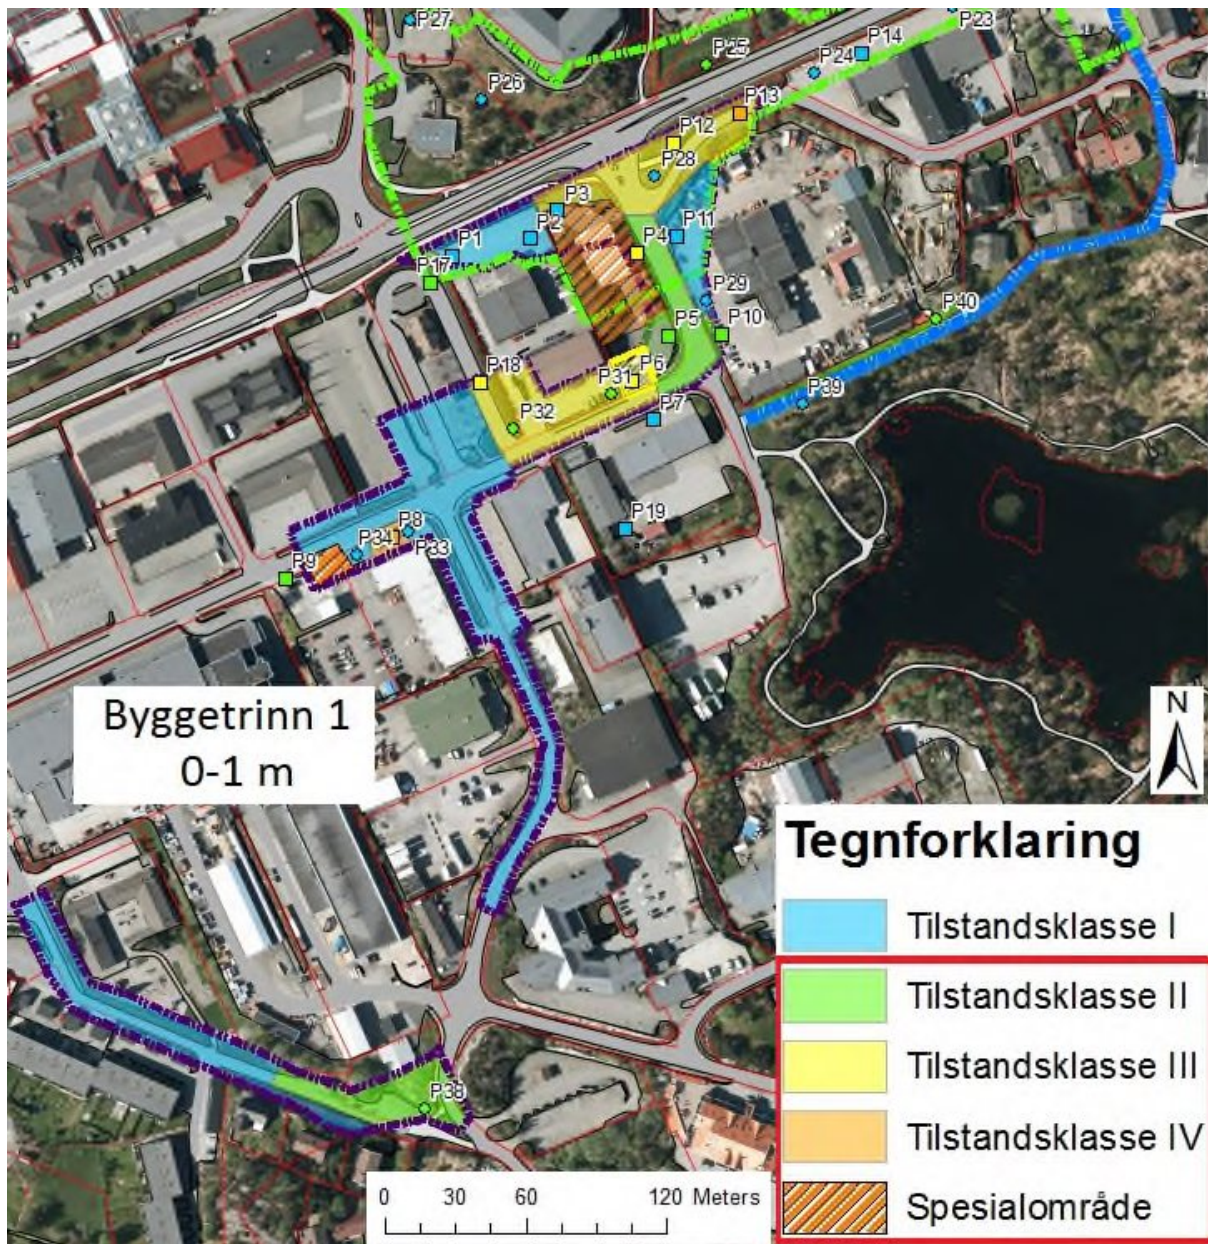 P27
P23
P14
P24
P25
P26
P13
P12
P28
P3
P2
P11
P1
P4
P17
P29
P40
P5
P10
P18
P6
P31
P39
P7
P32
P19
P8
P34
P33
P9
Byggetrinn 1
0-1 m
N
Tegnforklaring
Tilstandsklasse I
Tilstandsklasse II
Tilstandsklasse III
Tilstandsklasse IV
Spesialområde
P38
0 30 60 120 Meters